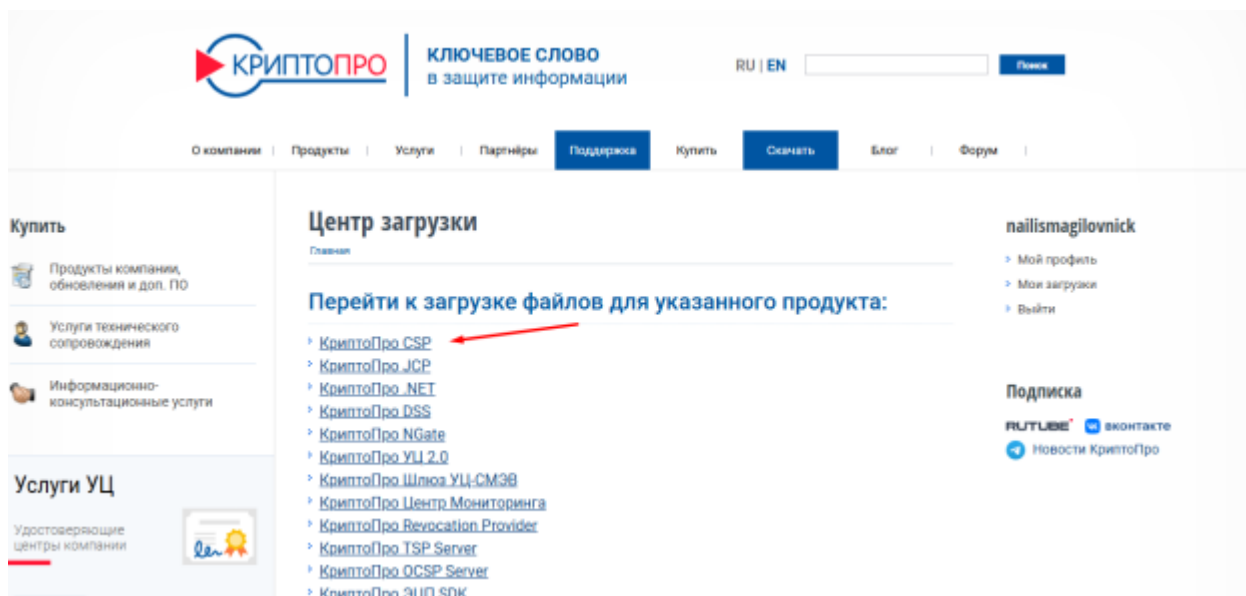 КРИПТОПРО
КЛЮЧЕВОЕ СЛОВО
в защите информации
RU | EN
Поиск
О компании | Продукты | Услуги | Партнёры Поддержка Купить Скачать Блог | Форум |
Купить
Продукты компании,
обновления и доп. ПО
Услуги технического
сопровождения
Информационно-
консультационные услуги
Услуги УЦ
Удостоверяющие
центры компании
Центр загрузки
Главная
Перейти к загрузке файлов для указанного продукта:
КриптоПро CSP
КриптоПро JCP
КриптоПро .NET
КриптоПро DSS
КриптоПро NGate
КриптоПро УЦ 2.0
КриптоПро Шлюз УЦ-СМЭВ
КриптоПро Центр Мониторинга
КриптоПро Revocation Provider
КриптоПро TSP Server
КриптоПро OCSP Server
КриптоПро ЭЦП SDK
nailismagilovnick
Мой профиль
Мои загрузки
Выйти
Подписка
RUTUBE вконтакте
Новости КриптоПро